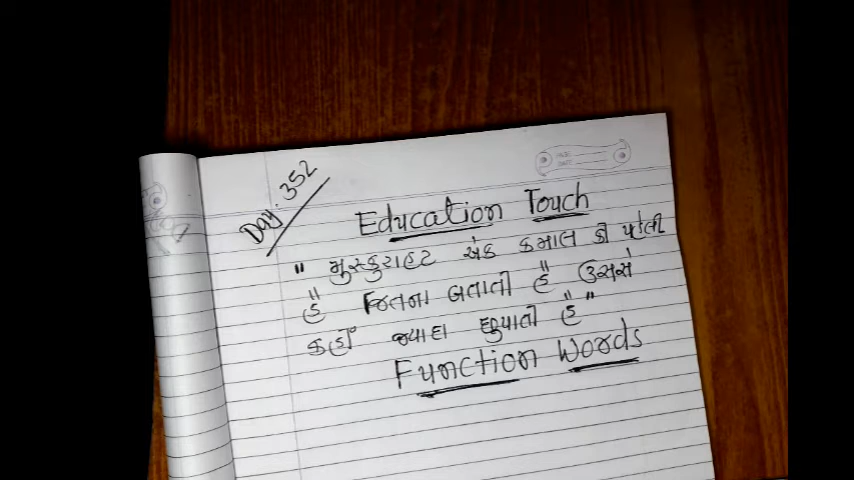 Day. 352
Education Touch
" મુસ્કુરાહટ એક કમાલ કી પહેલી
હૈ જિતના બતાતી હૈ ઉસસે
કહીં જ્યાદા છુપાતી હૈ "
Function Words